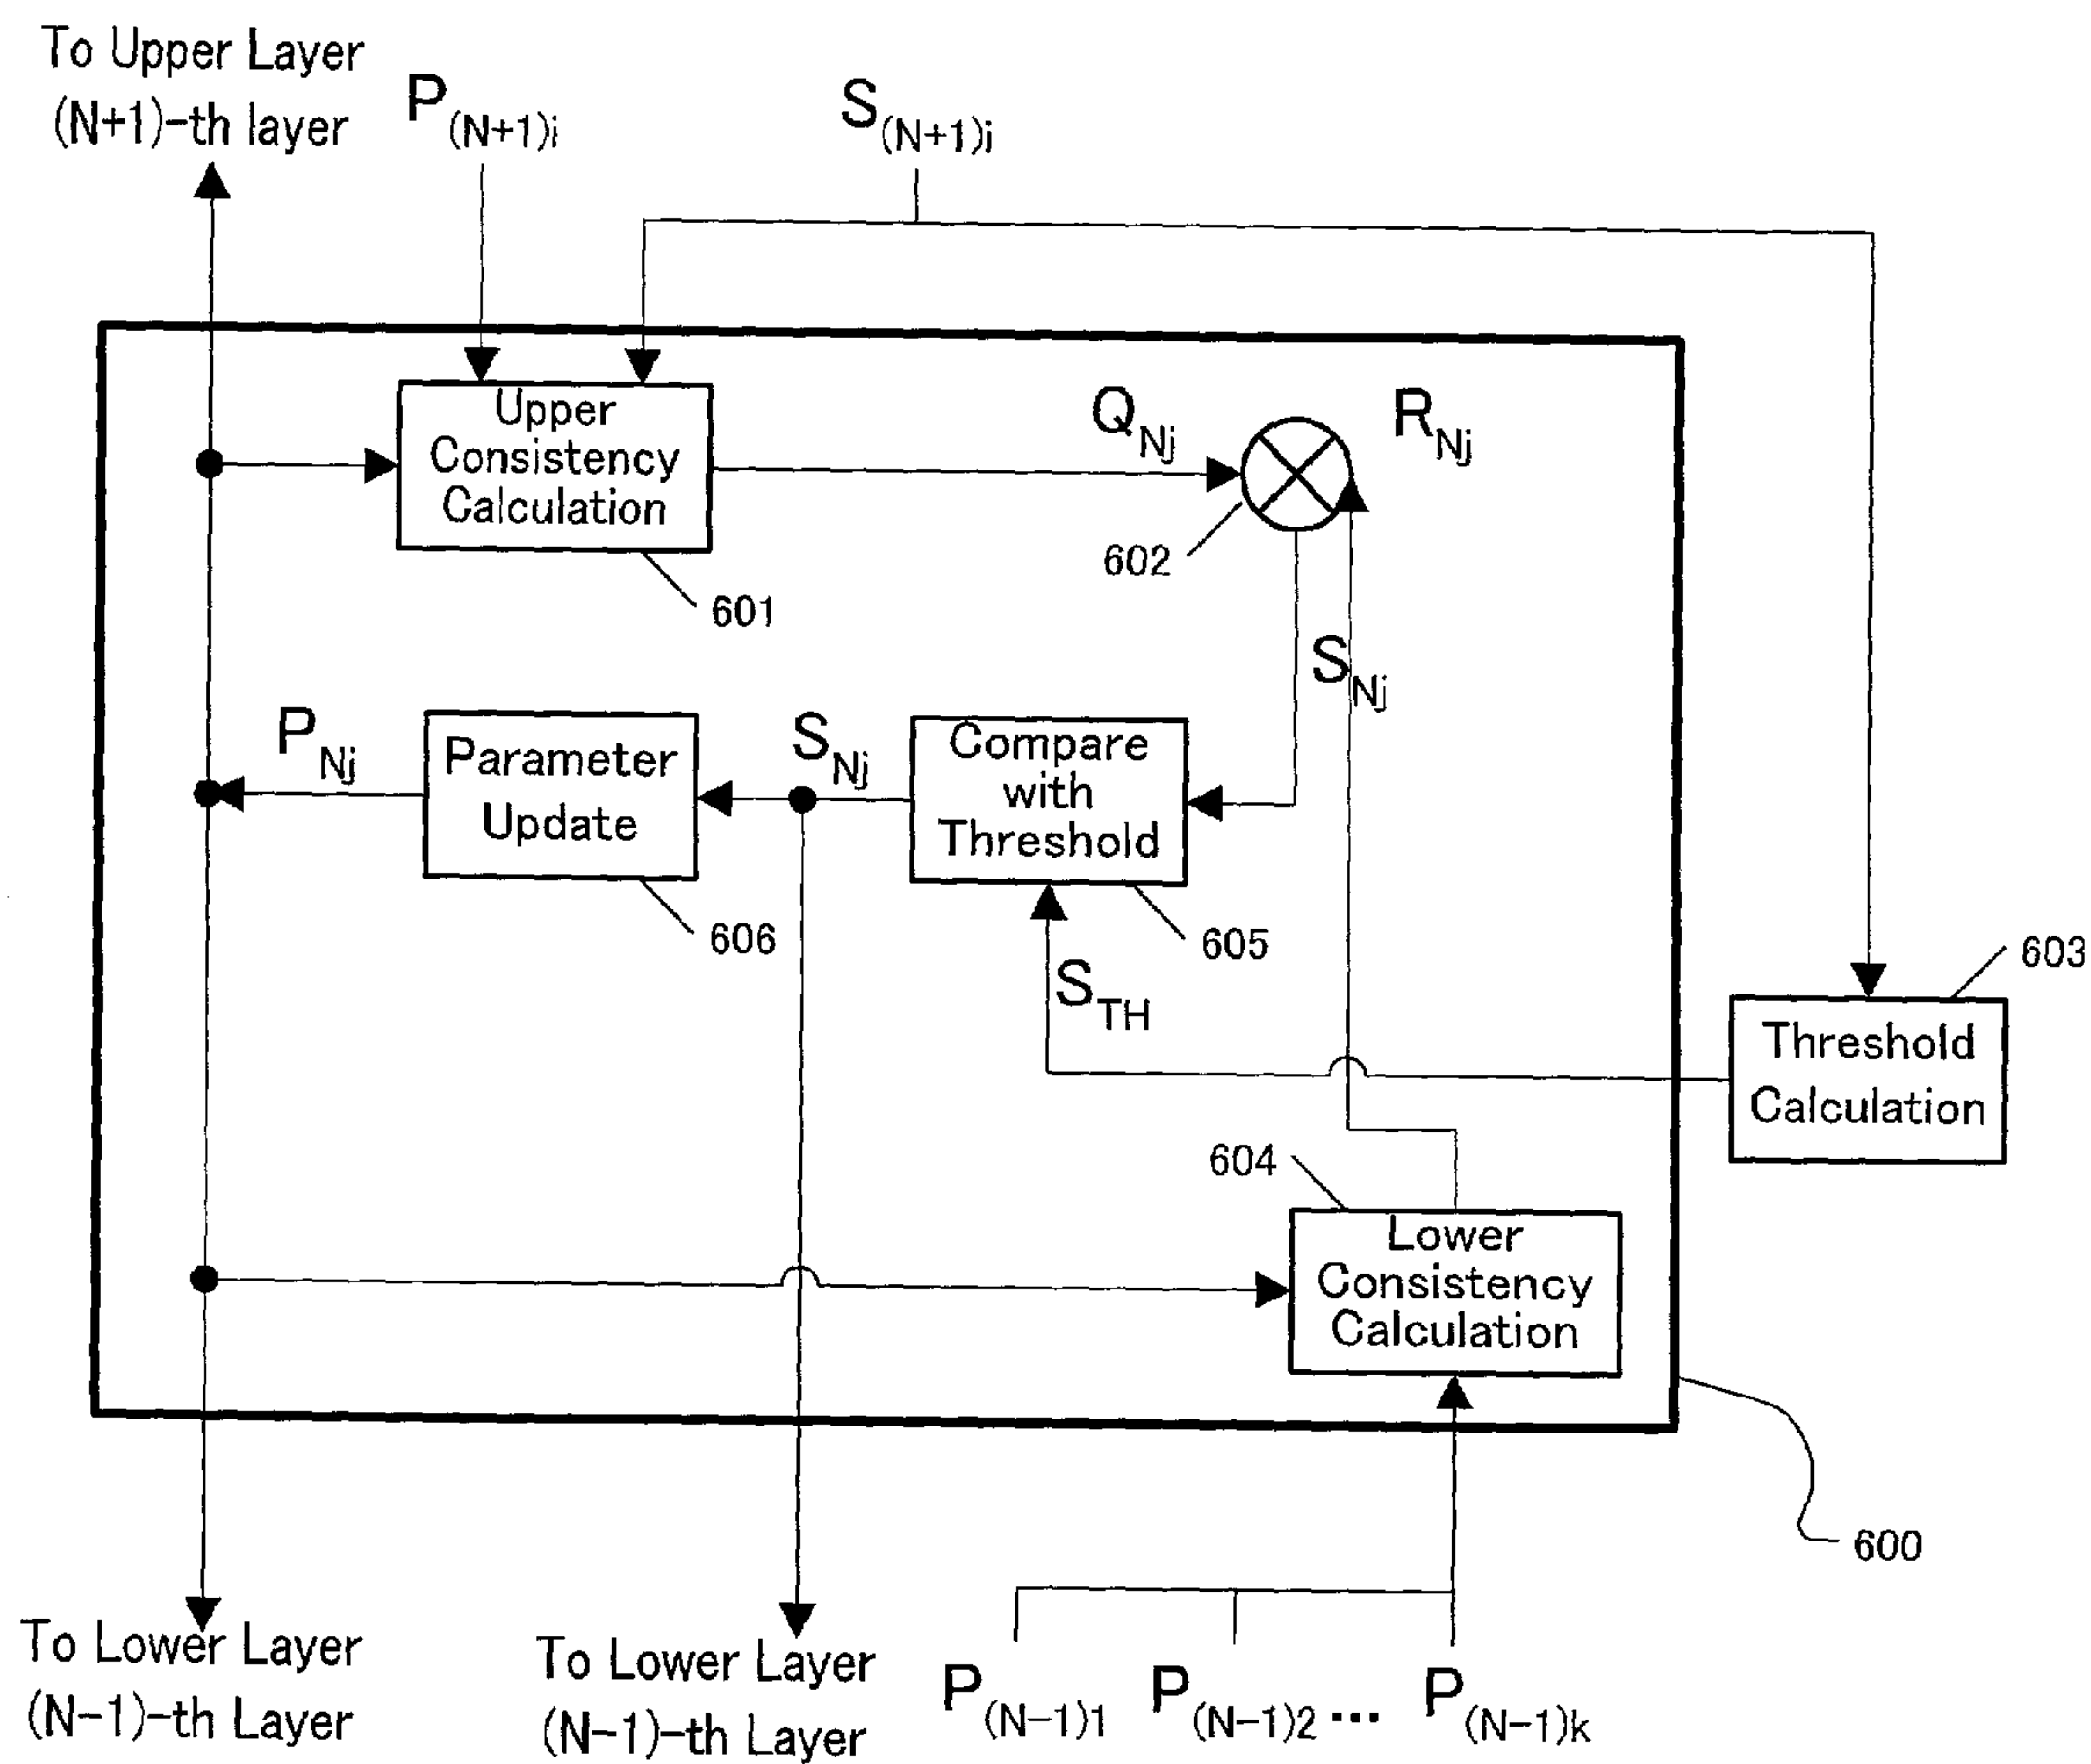 To Upper Layer
(N+1)-th layer
P(N+1)i
S(N+1)i
Upper
Consistency
Calculation
601
QNj
RNj
602
SNj
PNj
Parameter
Update
606
SNj
Compare
with
Threshold
605
STH
603
Threshold
Calculation
604
Lower
Consistency
Calculation
600
To Lower Layer
(N-1)-th Layer
To Lower Layer
(N-1)-th Layer
P(N-1)1 P(N-1)2 ••• P(N-1)k